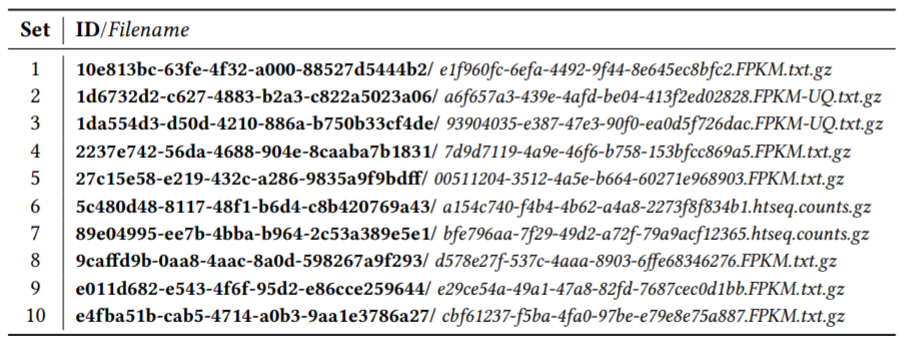 Set ID/Filename
1 10e813bc-63fe-4f32-a000-88527d5444b2/ e1f960fc-6efa-4492-9f44-8e645ec8bfc2.FPKM.txt.gz
2 1d6732d2-c627-4883-b2a3-c822a5023a06/ a6f657a3-439e-4afd-be04-413f2ed02828.FPKM-UQ.txt.gz
3 1da554d3-d50d-4210-886a-b750b33cf4de/ 93904035-e387-47e3-90f0-ea0d5f726dac.FPKM-UQ.txt.gz
4 2237e742-56da-4688-904e-8caaba7b1831/ 7d9d7119-4a9e-46f6-b758-153bfcc869a5.FPKM.txt.gz
5 27c15e58-e219-432c-a286-9835a9f9bdff/ 00511204-3512-4a5e-b664-60271e968903.FPKM.txt.gz
6 5c480d48-8117-48f1-b6d4-c8b420769a43/ a154c740-f4b4-4b62-a4a8-2273f8f834b1.htseq.counts.gz
7 89e04995-ee7b-4bba-b964-2c53a389e5e1/ bfe796aa-7f29-49d2-a72f-79a9acf12365.htseq.counts.gz
8 9caffd9b-0aa8-4aac-8a0d-598267a9f293/ d578e27f-537c-4aaa-8903-6ffe68346276.FPKM.txt.gz
9 e011d682-e543-4f6f-95d2-e86cce259644/ e29ce54a-49a1-47a8-82fd-7687cec0d1bb.FPKM.txt.gz
10 e4fba51b-cab5-4714-a0b3-9aa1e3786a27/ cbf61237-f5ba-4fa0-97be-e79e8e75a887.FPKM.txt.gz